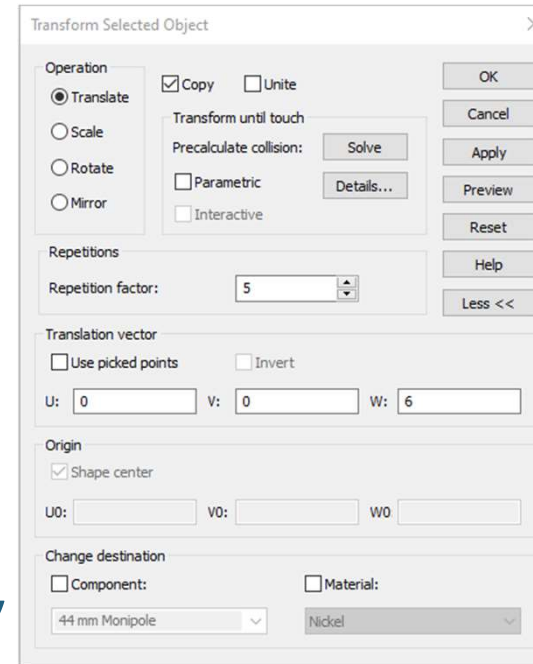 Transform Selected Object
Operation
Translate
Scale
Rotate
Mirror
Copy
Unite
Transform until touch
Precalculate collision:
Solve
Parametric
Details...
Interactive
OK
Cancel
Apply
Preview
Reset
Help
Less <<
Repetitions
Repetition factor:
5
Translation vector
Use picked points
Invert
U: 0
V: 0
W: 6
Origin
Shape center
U0:
V0:
W0
Change destination
Component:
Material:
44 mm Monipole
Nickel